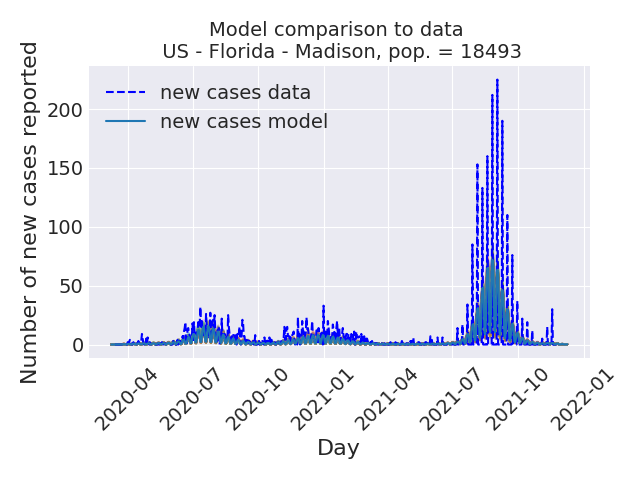 Model comparison to data
US - Florida - Madison, pop. = 18493
Number of new cases reported
new cases data
new cases model
200
150
100
50
0
2020-04
2020-07
2020-10
2021-01
2021-04
2021-07
2021-10
2022-01
Day